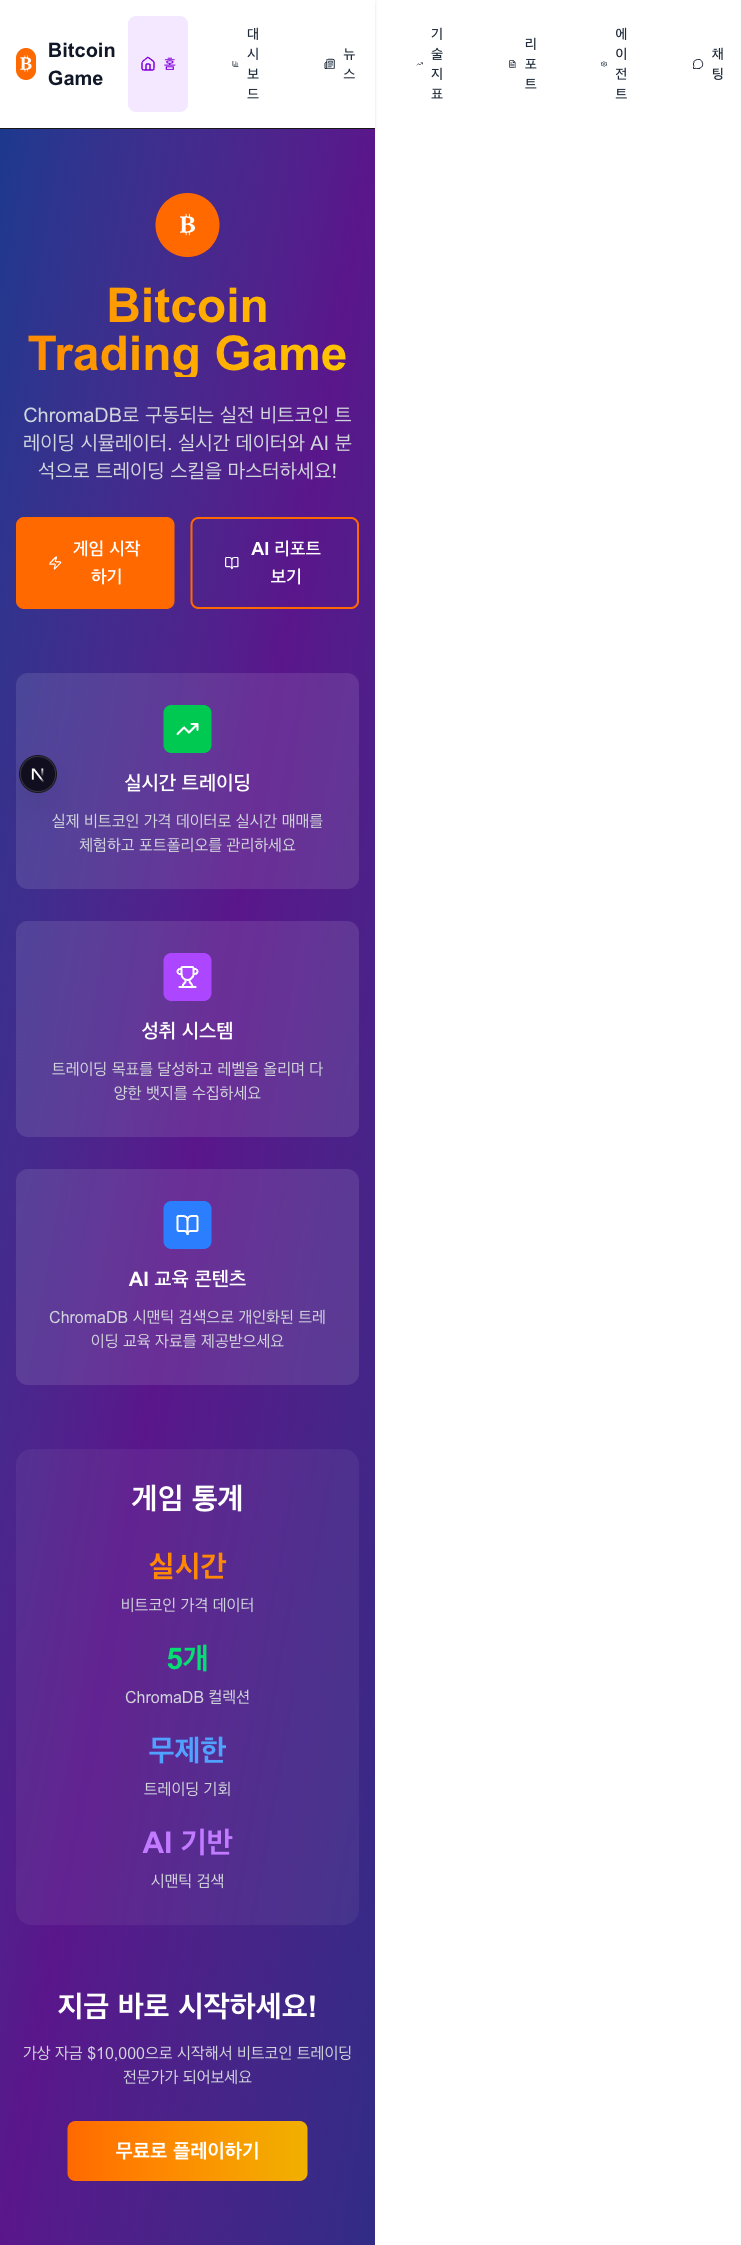 Bitcoin
Game
홈
대
시
보
드
뉴
스
기
술
지
표
리
포
트
에
이
전
트
채
팅
Bitcoin
Trading Game
ChromaDB로 구동되는 실전 비트코인 트
레이딩 시뮬레이터. 실시간 데이터와 AI 분
석으로 트레이딩 스킬을 마스터하세요!
게임 시작
하기
AI 리포트
보기
실시간 트레이딩
실제 비트코인 가격 데이터로 실시간 매매를
체험하고 포트폴리오를 관리하세요
성취 시스템
트레이딩 목표를 달성하고 레벨을 올리며 다
양한 뱃지를 수집하세요
AI 교육 콘텐츠
ChromaDB 시맨틱 검색으로 개인화된 트레
이딩 교육 자료를 제공받으세요
게임 통계
실시간
비트코인 가격 데이터
5개
ChromaDB 컬렉션
무제한
트레이딩 기회
AI 기반
시맨틱 검색
지금 바로 시작하세요!
가상 자금 $10,000으로 시작해서 비트코인 트레이딩
전문가가 되어보세요
무료로 플레이하기